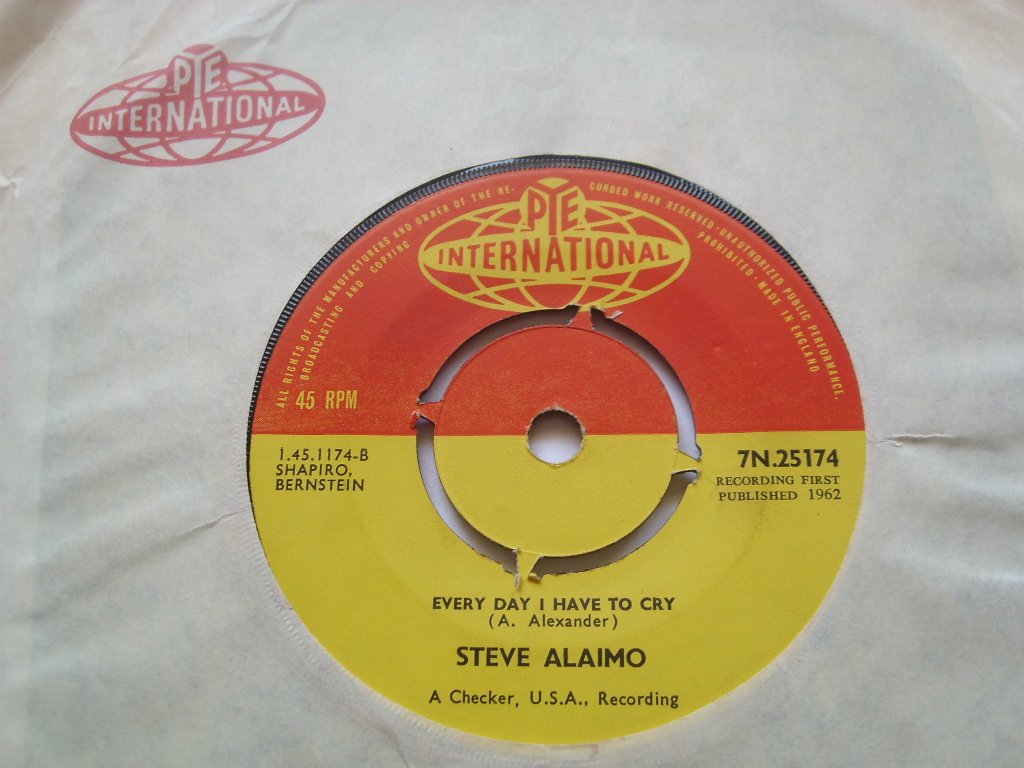 PYE
INTERNATIONAL
ALL RIGHTS OF THE MANUFACTURERS AND OWNER OF THE RE-
CORDED WORK RESERVED·UNAUTHORIZED PUBLIC PERFORMANCE,
BROADCASTING AND COPYING
PROHIBITED·MADE IN ENGLAND
PYE
INTERNATIONAL
45 RPM
1.45.1174-B
SHAPIRO,
BERNSTEIN
7N.25174
RECORDING FIRST
PUBLISHED 1962
EVERY DAY I HAVE TO CRY
(A. Alexander)
STEVE ALAIMO
A Checker, U.S.A., Recording